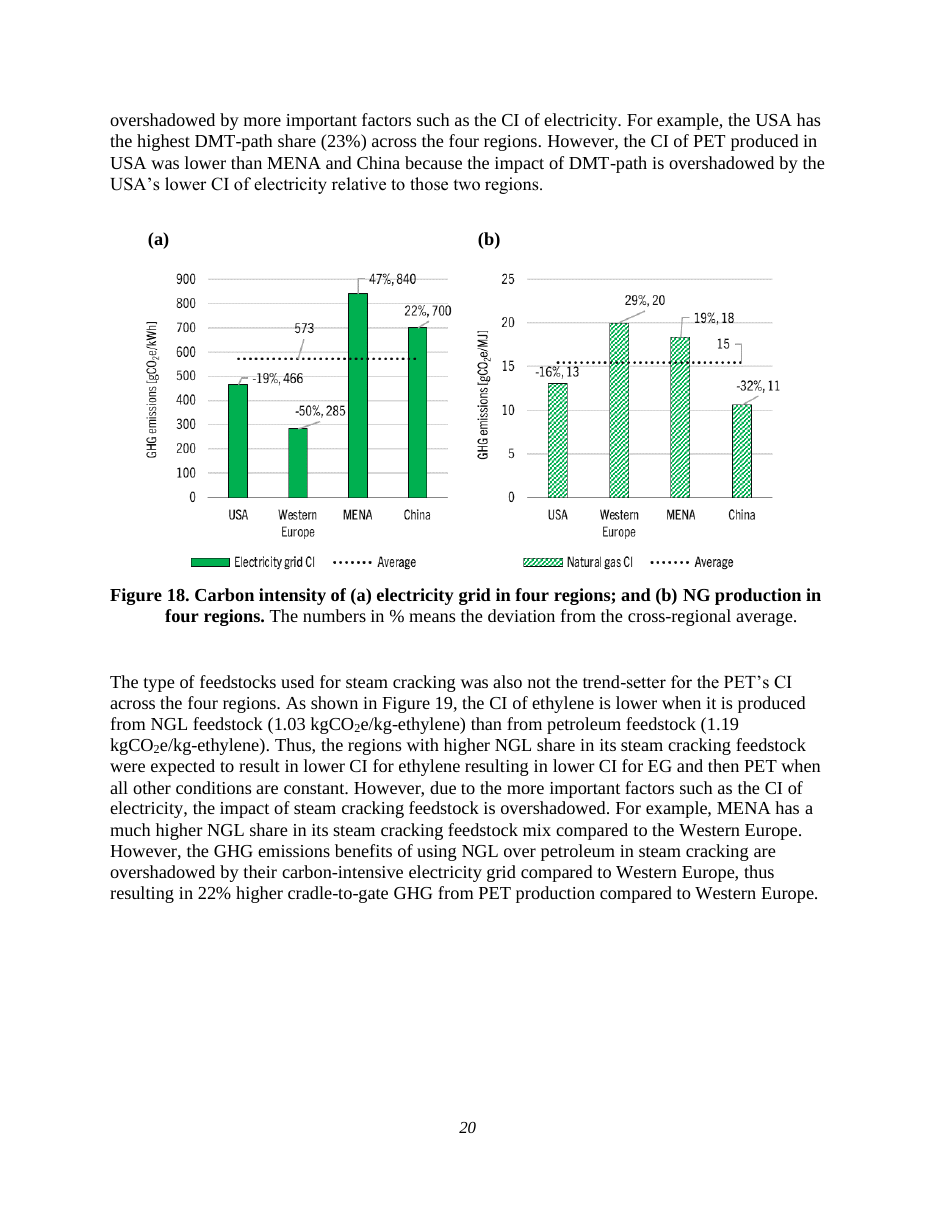 overshadowed by more important factors such as the CI of electricity. For example, the USA has
the highest DMT-path share (23%) across the four regions. However, the CI of PET produced in
USA was lower than MENA and China because the impact of DMT-path is overshadowed by the
USA’s lower CI of electricity relative to those two regions.
(a)
GHG emissions [gCO₂e/kWh]
900
800
700
600
500
400
300
200
100
0
47%, 840
22%, 700
573
-19%, 466
-50%, 285
USA
Western
Europe
MENA
China
Electricity grid CI
Average
(b)
GHG emissions [gCO₂e/MJ]
25
20
15
10
5
0
29%, 20
19%, 18
15
-16%, 13
-32%, 11
USA
Western
Europe
MENA
China
Natural gas CI
Average
Figure 18. Carbon intensity of (a) electricity grid in four regions; and (b) NG production in
four regions. The numbers in % means the deviation from the cross-regional average.
The type of feedstocks used for steam cracking was also not the trend-setter for the PET’s CI
across the four regions. As shown in Figure 19, the CI of ethylene is lower when it is produced
from NGL feedstock (1.03 kgCO₂e/kg-ethylene) than from petroleum feedstock (1.19
kgCO₂e/kg-ethylene). Thus, the regions with higher NGL share in its steam cracking feedstock
were expected to result in lower CI for ethylene resulting in lower CI for EG and then PET when
all other conditions are constant. However, due to the more important factors such as the CI of
electricity, the impact of steam cracking feedstock is overshadowed. For example, MENA has a
much higher NGL share in its steam cracking feedstock mix compared to the Western Europe.
However, the GHG emissions benefits of using NGL over petroleum in steam cracking are
overshadowed by their carbon-intensive electricity grid compared to Western Europe, thus
resulting in 22% higher cradle-to-gate GHG from PET production compared to Western Europe.
20